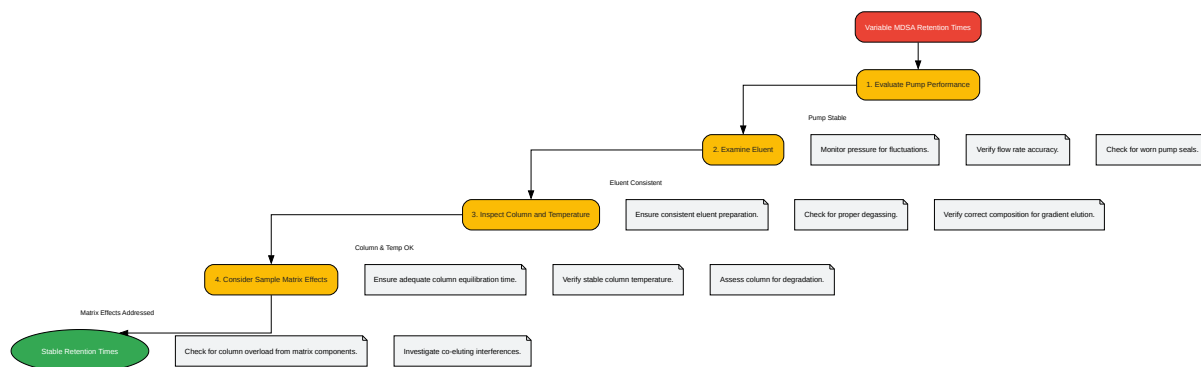 Variable MDSA Retention Times
1. Evaluate Pump Performance
Pump Stable
2. Examine Eluent
Monitor pressure for fluctuations.
Verify flow rate accuracy.
Check for worn pump seals.
Eluent Consistent
3. Inspect Column and Temperature
Ensure consistent eluent preparation.
Check for proper degassing.
Verify correct composition for gradient elution.
Column & Temp OK
4. Consider Sample Matrix Effects
Ensure adequate column equilibration time.
Verify stable column temperature.
Assess column for degradation.
Matrix Effects Addressed
Stable Retention Times
Check for column overload from matrix components.
Investigate co-eluting interferences.